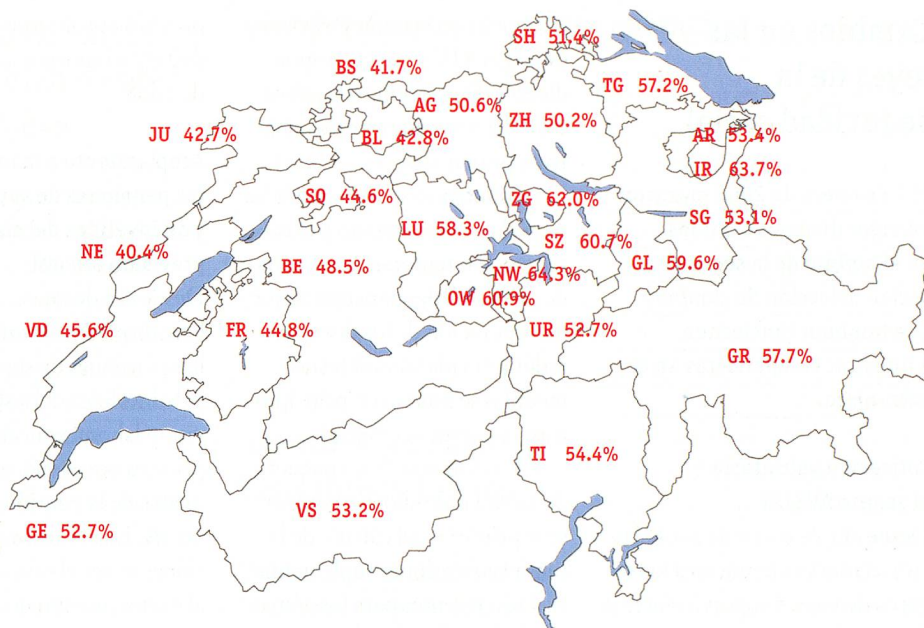 SH 51.4%
BS 41.7%
TG 57.2%
AG 50.6%
ZH 50.2%
JU 42.7%
BL 42.8%
AR 53.4%
IR 63.7%
SO 44.6%
ZG 62.0%
SG 53.1%
LU 58.3%
SZ 60.7%
NE 40.4%
BE 48.5%
GL 59.6%
NW 64.3%
OW 60.9%
VD 45.6%
FR 44.8%
UR 52.7%
GR 57.7%
TI 54.4%
VS 53.2%
GE 52.7%